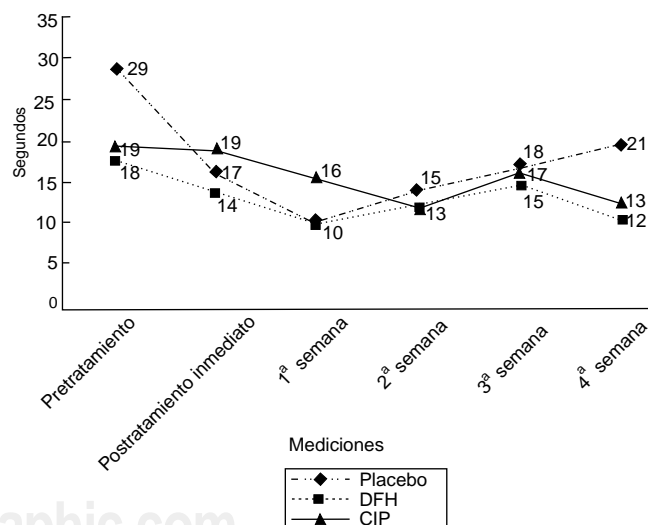 35
30
25
20
15
10
5
0
Segundos
29
19
18
19
17
14
16
10
15
13
18
17
15
21
13
12
Pretratamiento
Postratamiento inmediato
1ª semana
2ª semana
3ª semana
4ª semana
Mediciones
Placebo
DFH
CIP
aphic.com